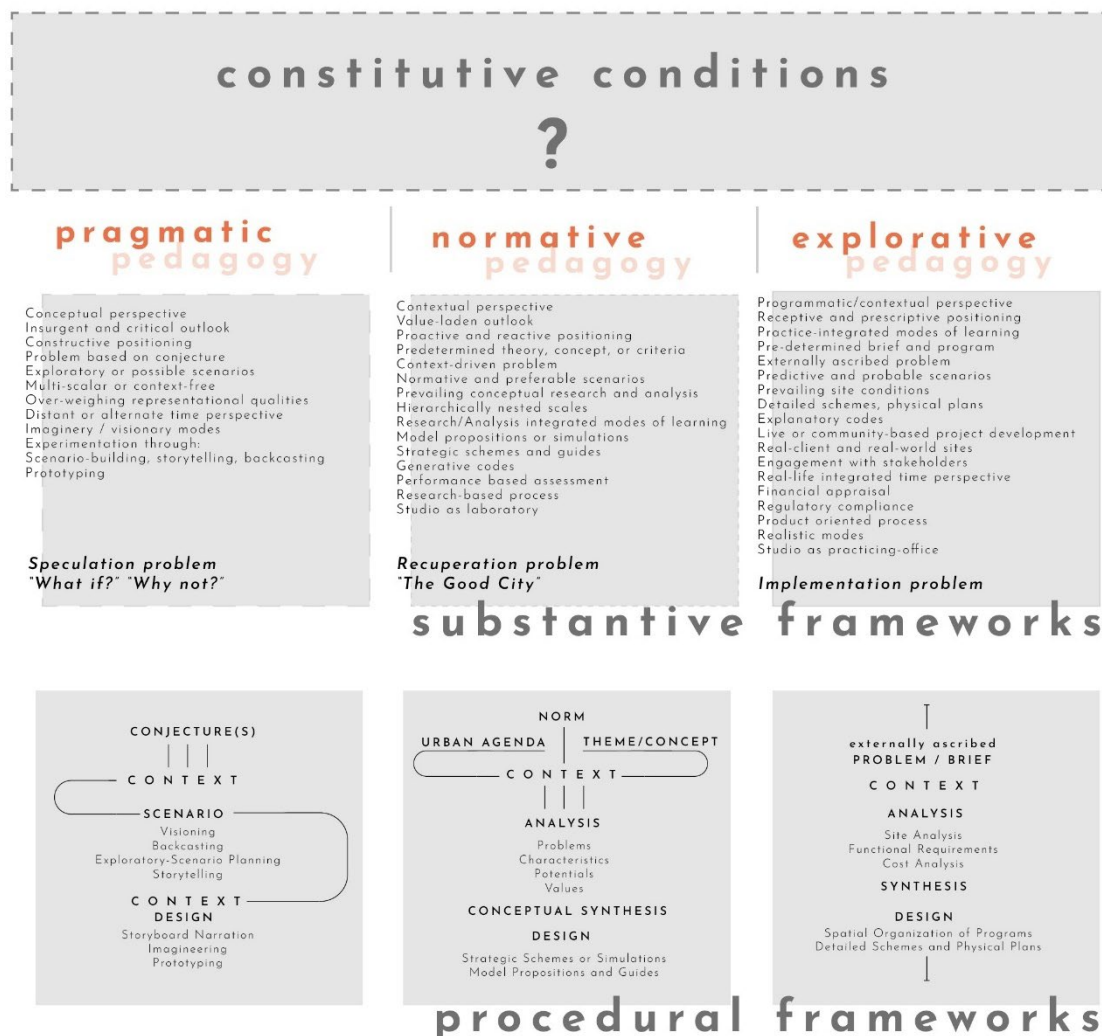 constitutive conditions
?
pragmatic
pedagogy
Conceptual perspective
Insurgent and critical outlook
Constructive positioning
Problem based on conjecture
Exploratory or possible scenarios
Multi-scalar or context-free
Over-weighing representational qualities
Distant or alternate time perspective
Imaginery / visionary modes
Experimentation through:
Scenario-building, storytelling, backcasting
Prototyping
Speculation problem
"What if?" "Why not?"
normative
pedagogy
Contextual perspective
Value-laden outlook
Proactive and reactive positioning
Predetermined theory, concept, or criteria
Context-driven problem
Normative and preferable scenarios
Prevailing conceptual research and analysis
Hierarchically nested scales
Research/Analysis integrated modes of learning
Model propositions or simulations
Strategic schemes and guides
Generative codes
Performance based assessment
Research-based process
Studio as laboratory
Recuperation problem
"The Good City"
explorative
pedagogy
Programmatic/contextual perspective
Receptive and prescriptive positioning
Practice-integrated modes of learning
Pre-determined brief and program
Externally ascribed problem
Predictive and probable scenarios
Prevailing site conditions
Detailed schemes, physical plans
Explanatory codes
Live or community-based project development
Real-client and real-world sites
Engagement with stakeholders
Real-life integrated time perspective
Financial appraisal
Regulatory compliance
Product oriented process
Realistic modes
Studio as practicing-office
Implementation problem
substantive frameworks
CONJECTURE(S)
CONTEXT
SCENARIO
Visioning
Backcasting
Exploratory-Scenario Planning
Storytelling
CONTEXT
DESIGN
Storyboard Narration
Imagineering
Prototyping
NORM
URBAN AGENDA THEME/CONCEPT
CONTEXT
ANALYSIS
Problems
Characteristics
Potentials
Values
CONCEPTUAL SYNTHESIS
DESIGN
Strategic Schemes or Simulations
Model Propositions and Guides
externally ascribed
PROBLEM / BRIEF
CONTEXT
ANALYSIS
Site Analysis
Functional Requirements
Cost Analysis
SYNTHESIS
DESIGN
Spatial Organization of Programs
Detailed Schemes and Physical Plans
procedural frameworks